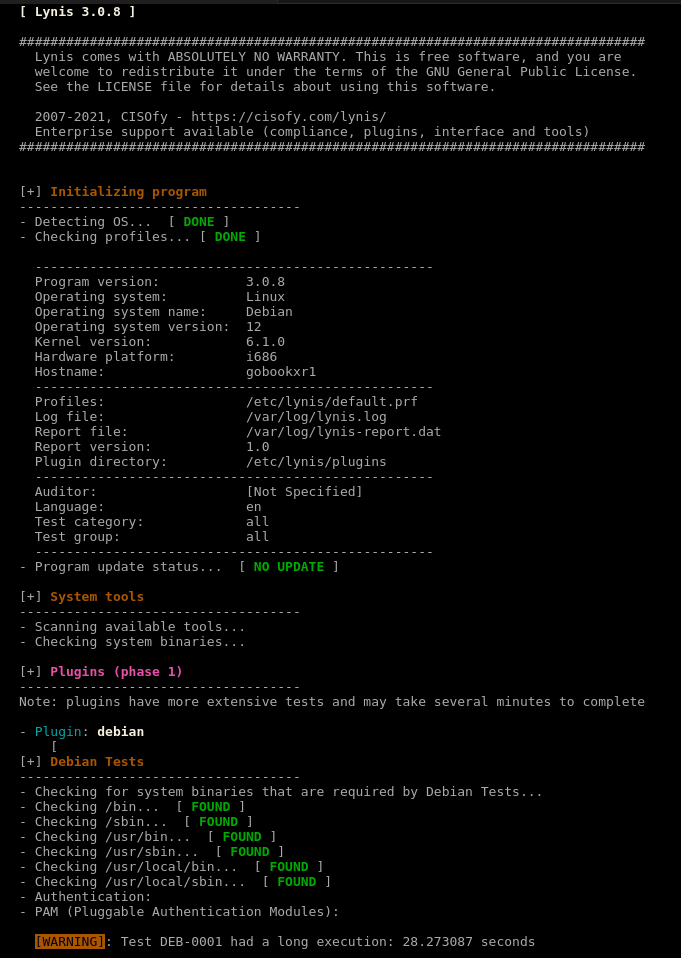 [ Lynis 3.0.8 ]
################################################################################
Lynis comes with ABSOLUTELY NO WARRANTY. This is free software, and you are
welcome to redistribute it under the terms of the GNU General Public License.
See the LICENSE file for details about using this software.
2007-2021, CISOfy - https://cisofy.com/lynis/
Enterprise support available (compliance, plugins, interface and tools)
################################################################################
[+] Initializing program
------------------------------------
- Detecting OS...  [ DONE ]
- Checking profiles... [ DONE ]
---------------------------------------------------
Program version:           3.0.8
Operating system:          Linux
Operating system name:     Debian
Operating system version:  12
Kernel version:            6.1.0
Hardware platform:         i686
Hostname:                  gobookxr1
---------------------------------------------------
Profiles:                  /etc/lynis/default.prf
Log file:                  /var/log/lynis.log
Report file:               /var/log/lynis-report.dat
Report version:            1.0
Plugin directory:          /etc/lynis/plugins
---------------------------------------------------
Auditor:                   [Not Specified]
Language:                  en
Test category:             all
Test group:                all
---------------------------------------------------
- Program update status...  [ NO UPDATE ]
[+] System tools
------------------------------------
- Scanning available tools...
- Checking system binaries...
[+] Plugins (phase 1)
------------------------------------
Note: plugins have more extensive tests and may take several minutes to complete
- Plugin: debian
[
[+] Debian Tests
------------------------------------
- Checking for system binaries that are required by Debian Tests...
- Checking /bin...  [ FOUND ]
- Checking /sbin...  [ FOUND ]
- Checking /usr/bin...  [ FOUND ]
- Checking /usr/sbin...  [ FOUND ]
- Checking /usr/local/bin...  [ FOUND ]
- Checking /usr/local/sbin...  [ FOUND ]
- Authentication:
- PAM (Pluggable Authentication Modules):
[WARNING]: Test DEB-0001 had a long execution: 28.273087 seconds